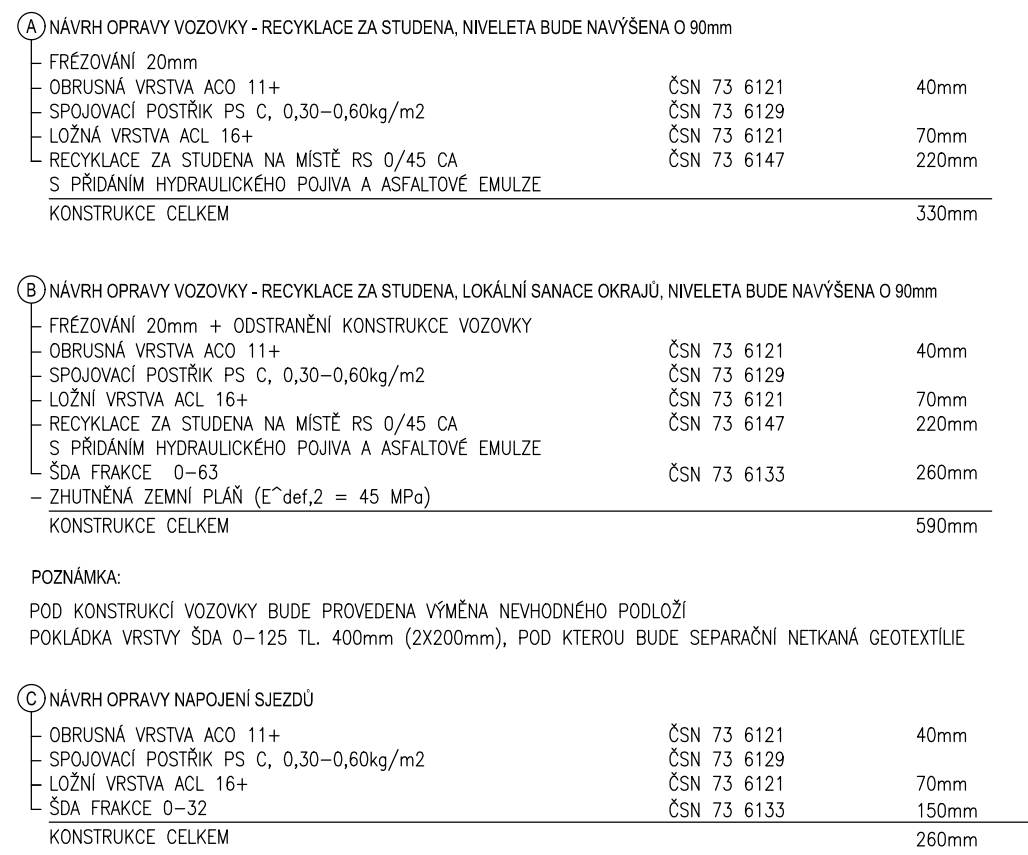 A NÁVRH OPRAVY VOZOVKY - RECYKLACE ZA STUDENA, NIVELETA BUDE NAVÝŠENA O 90mm
FRÉZOVÁNÍ 20mm
OBRUSNÁ VRSTVA ACO 11+ ČSN 73 6121 40mm
SPOJOVACÍ POSTŘIK PS C, 0,30–0,60kg/m2 ČSN 73 6129
LOŽNÁ VRSTVA ACL 16+ ČSN 73 6121 70mm
RECYKLACE ZA STUDENA NA MÍSTĚ RS 0/45 CA ČSN 73 6147 220mm
S PŘIDÁNÍM HYDRAULICKÉHO POJIVA A ASFALTOVÉ EMULZE
KONSTRUKCE CELKEM 330mm
B NÁVRH OPRAVY VOZOVKY - RECYKLACE ZA STUDENA, LOKÁLNÍ SANACE OKRAJŮ, NIVELETA BUDE NAVÝŠENA O 90mm
FRÉZOVÁNÍ 20mm + ODSTRANĚNÍ KONSTRUKCE VOZOVKY
OBRUSNÁ VRSTVA ACO 11+ ČSN 73 6121 40mm
SPOJOVACÍ POSTŘIK PS C, 0,30–0,60kg/m2 ČSN 73 6129
LOŽNÍ VRSTVA ACL 16+ ČSN 73 6121 70mm
RECYKLACE ZA STUDENA NA MÍSTĚ RS 0/45 CA ČSN 73 6147 220mm
S PŘIDÁNÍM HYDRAULICKÉHO POJIVA A ASFALTOVÉ EMULZE
ŠDA FRAKCE 0–63 ČSN 73 6133 260mm
– ZHUTNĚNÁ ZEMNÍ PLÁŇ (E^def,2 = 45 MPa)
KONSTRUKCE CELKEM 590mm
POZNÁMKA:
POD KONSTRUKCÍ VOZOVKY BUDE PROVEDENA VÝMĚNA NEVHODNÉHO PODLOŽÍ
POKLÁDKA VRSTVY ŠDA 0–125 TL. 400mm (2X200mm), POD KTEROU BUDE SEPARAČNÍ NETKANÁ GEOTEXTÍLIE
C NÁVRH OPRAVY NAPOJENÍ SJEZDŮ
OBRUSNÁ VRSTVA ACO 11+ ČSN 73 6121 40mm
SPOJOVACÍ POSTŘIK PS C, 0,30–0,60kg/m2 ČSN 73 6129
LOŽNÍ VRSTVA ACL 16+ ČSN 73 6121 70mm
ŠDA FRAKCE 0–32 ČSN 73 6133 150mm
KONSTRUKCE CELKEM 260mm